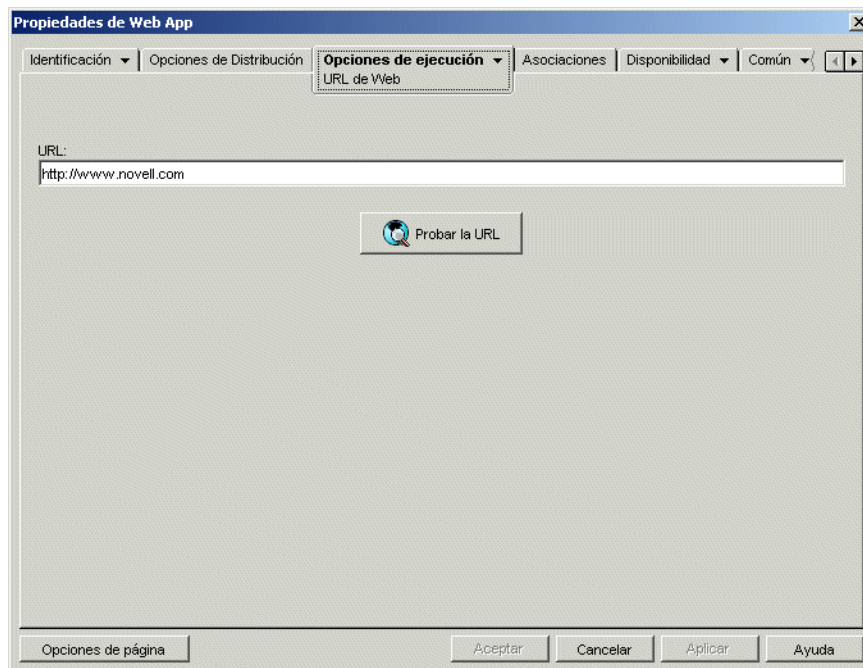 Propiedades de Web App
Identificación
Opciones de Distribución
Opciones de ejecución
Asociaciones
Disponibilidad
Común
URL de Web
URL:
http://www.novell.com
Probar la URL
Opciones de página
Aceptar
Cancelar
Aplicar
Ayuda